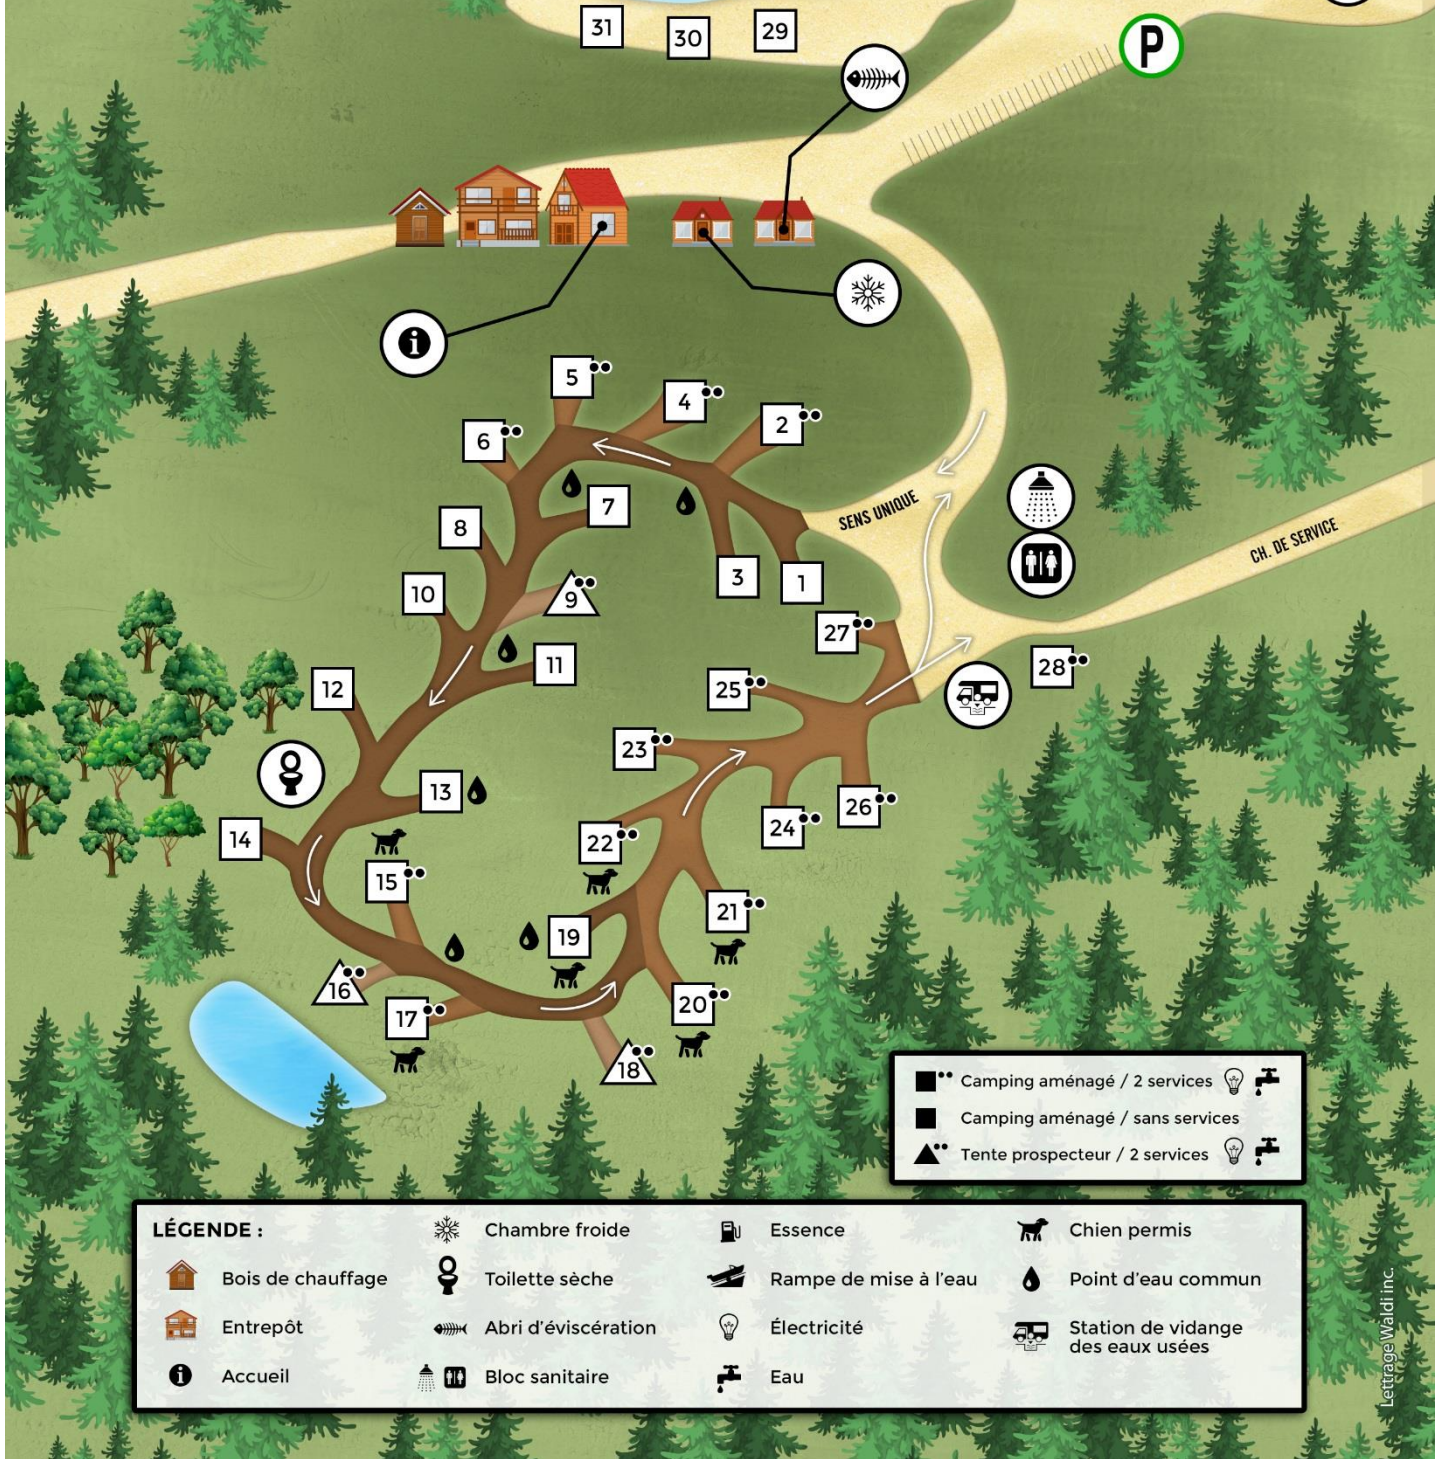 31
30
29
P
i
5
4
2
6
7
8
SENS UNIQUE
CH. DE SERVICE
3
1
10
9
27
11
28
12
25
23
13
26
14
24
22
15
21
19
16
20
17
18
Camping aménagé / 2 services
Camping aménagé / sans services
Tente prospecteur / 2 services
LÉGENDE :
Bois de chauffage
Entrepôt
Accueil
Chambre froide
Toilette sèche
Abri d'éviscération
Bloc sanitaire
Essence
Rampe de mise à l'eau
Électricité
Eau
Chien permis
Point d'eau commun
Station de vidange
des eaux usées
Lettrage Waldi inc.